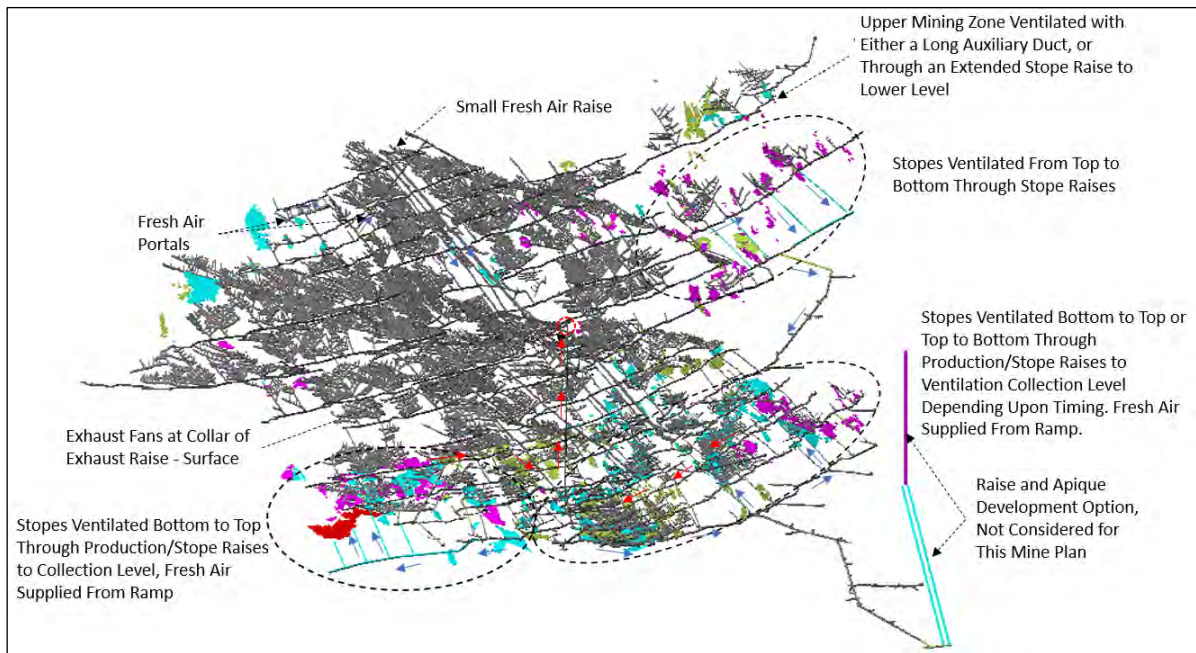 Upper Mining Zone Ventilated with
Either a Long Auxiliary Duct, or
Through an Extended Stope Raise to
Lower Level
Small Fresh Air Raise
Stopes Ventilated From Top to
Bottom Through Stope Raises
Fresh Air
Portals
Stopes Ventilated Bottom to Top or
Top to Bottom Through
Production/Stope Raises to
Ventilation Collection Level
Depending Upon Timing. Fresh Air
Supplied From Ramp.
Exhaust Fans at Collar of
Exhaust Raise - Surface
Raise and Apique
Development Option,
Not Considered for
This Mine Plan
Stopes Ventilated Bottom to Top
Through Production/Stope Raises
to Collection Level, Fresh Air
Supplied From Ramp